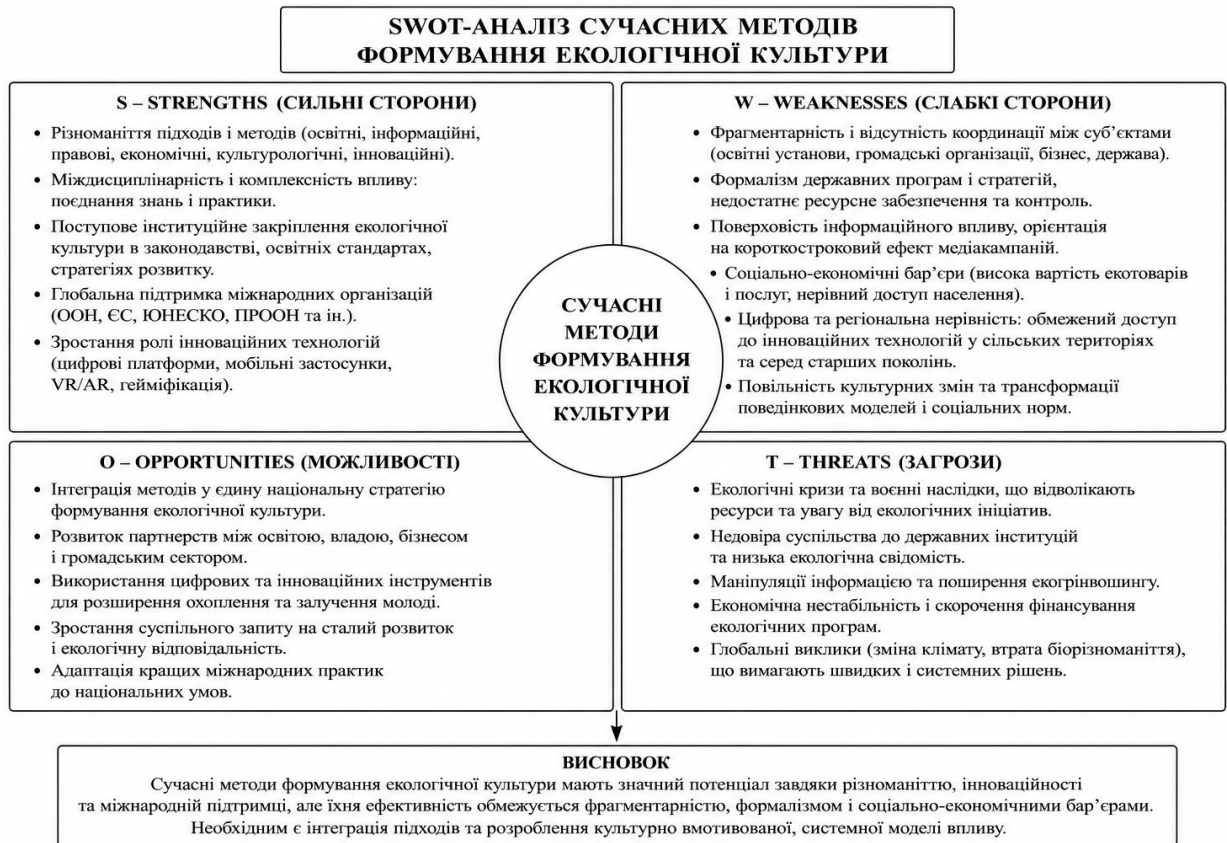 SWOT-АНАЛІЗ СУЧАСНИХ МЕТОДІВ
ФОРМУВАННЯ ЕКОЛОГІЧНОЇ КУЛЬТУРИ
S – STRENGTHS (СИЛЬНІ СТОРОНИ)
• Різноманіття підходів і методів (освітні, інформаційні,
правові, економічні, культурологічні, інноваційні).
• Міждисциплінарність і комплексність впливу:
поєднання знань і практики.
• Поступове інституційне закріплення екологічної
культури в законодавстві, освітніх стандартах,
стратегіях розвитку.
• Глобальна підтримка міжнародних організацій
(ООН, ЄС, ЮНЕСКО, ПРООН та ін.).
• Зростання ролі інноваційних технологій
(цифрові платформи, мобільні застосунки,
VR/AR, гейміфікація).
W – WEAKNESSES (СЛАБКІ СТОРОНИ)
• Фрагментарність і відсутність координації між суб’єктами
(освітні установи, громадські організації, бізнес, держава).
• Формалізм державних програм і стратегій,
недостатнє ресурсне забезпечення та контроль.
• Поверховість інформаційного впливу, орієнтація
на короткостроковий ефект медіакампаній.
• Соціально-економічні бар’єри (висока вартість екотоварів
і послуг, нерівний доступ населення).
• Цифрова та регіональна нерівність: обмежений доступ
до інноваційних технологій у сільських територіях
та серед старших поколінь.
• Повільність культурних змін та трансформації
поведінкових моделей і соціальних норм.
СУЧАСНІ
МЕТОДИ
ФОРМУВАННЯ
ЕКОЛОГІЧНОЇ
КУЛЬТУРИ
O – OPPORTUNITIES (МОЖЛИВОСТІ)
• Інтеграція методів у єдину національну стратегію
формування екологічної культури.
• Розвиток партнерств між освітою, владою, бізнесом
і громадським сектором.
• Використання цифрових та інноваційних інструментів
для розширення охоплення та залучення молоді.
• Зростання суспільного запиту на сталий розвиток
і екологічну відповідальність.
• Адаптація кращих міжнародних практик
до національних умов.
T – THREATS (ЗАГРОЗИ)
• Екологічні кризи та воєнні наслідки, що відволікають
ресурси та увагу від екологічних ініціатив.
• Недовіра суспільства до державних інституцій
та низька екологічна свідомість.
• Маніпуляції інформацією та поширення екогрінвошингу.
• Економічна нестабільність і скорочення фінансування
екологічних програм.
• Глобальні виклики (зміна клімату, втрата біорізноманіття),
що вимагають швидких і системних рішень.
ВИСНОВОК
Сучасні методи формування екологічної культури мають значний потенціал завдяки різноманіттю, інноваційності
та міжнародній підтримці, але їхня ефективність обмежується фрагментарністю, формалізмом і соціально-економічними бар’єрами.
Необхідним є інтеграція підходів та розроблення культурно вмотивованої, системної моделі впливу.